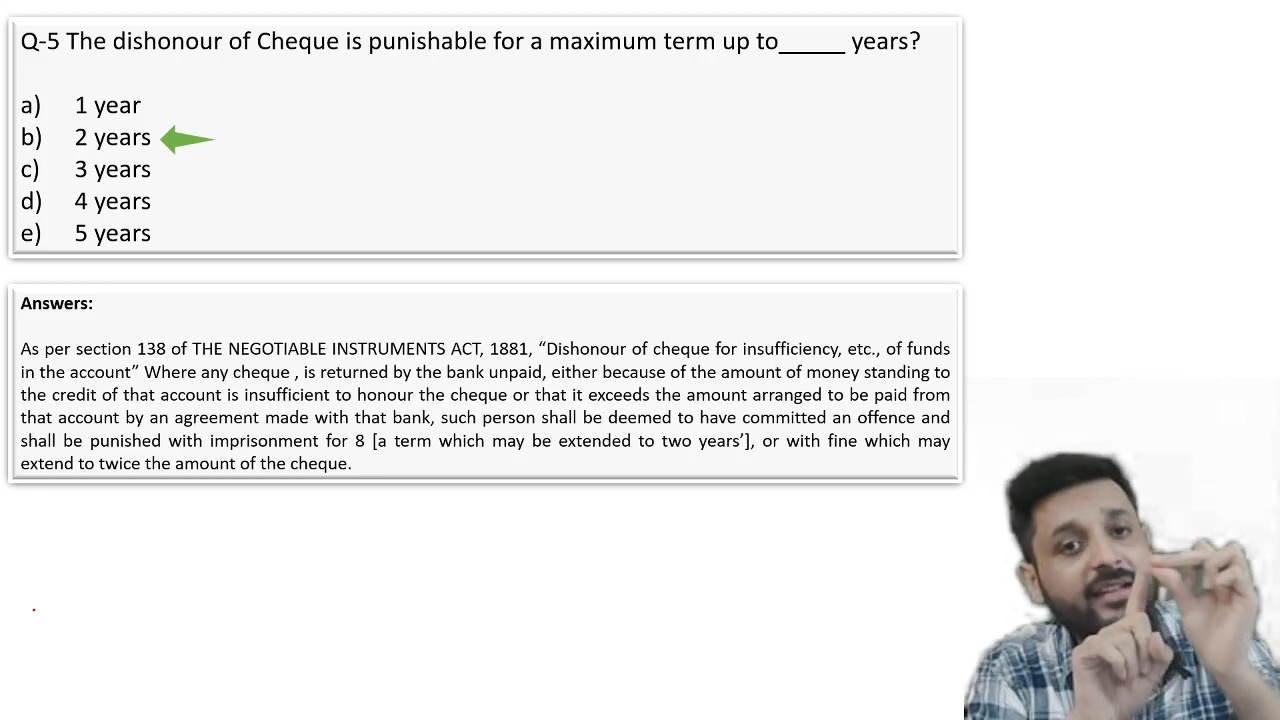 Q-5 The dishonour of Cheque is punishable for a maximum term up to_____ years?
a) 1 year
b) 2 years
c) 3 years
d) 4 years
e) 5 years
Answers:
As per section 138 of THE NEGOTIABLE INSTRUMENTS ACT, 1881, “Dishonour of cheque for insufficiency, etc., of funds
in the account” Where any cheque , is returned by the bank unpaid, either because of the amount of money standing to
the credit of that account is insufficient to honour the cheque or that it exceeds the amount arranged to be paid from
that account by an agreement made with that bank, such person shall be deemed to have committed an offence and
shall be punished with imprisonment for 8 [a term which may be extended to two years’], or with fine which may
extend to twice the amount of the cheque.